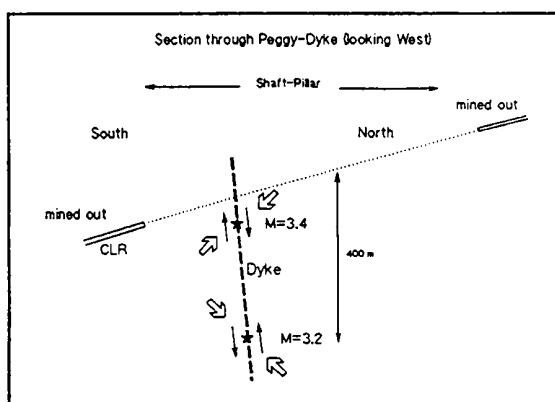 Section through Peggy-Dyke (looking West)
Shaft-Pillar
mined out
South
North
mined out
CLR
M=3.4
400 m
Dyke
M=3.2